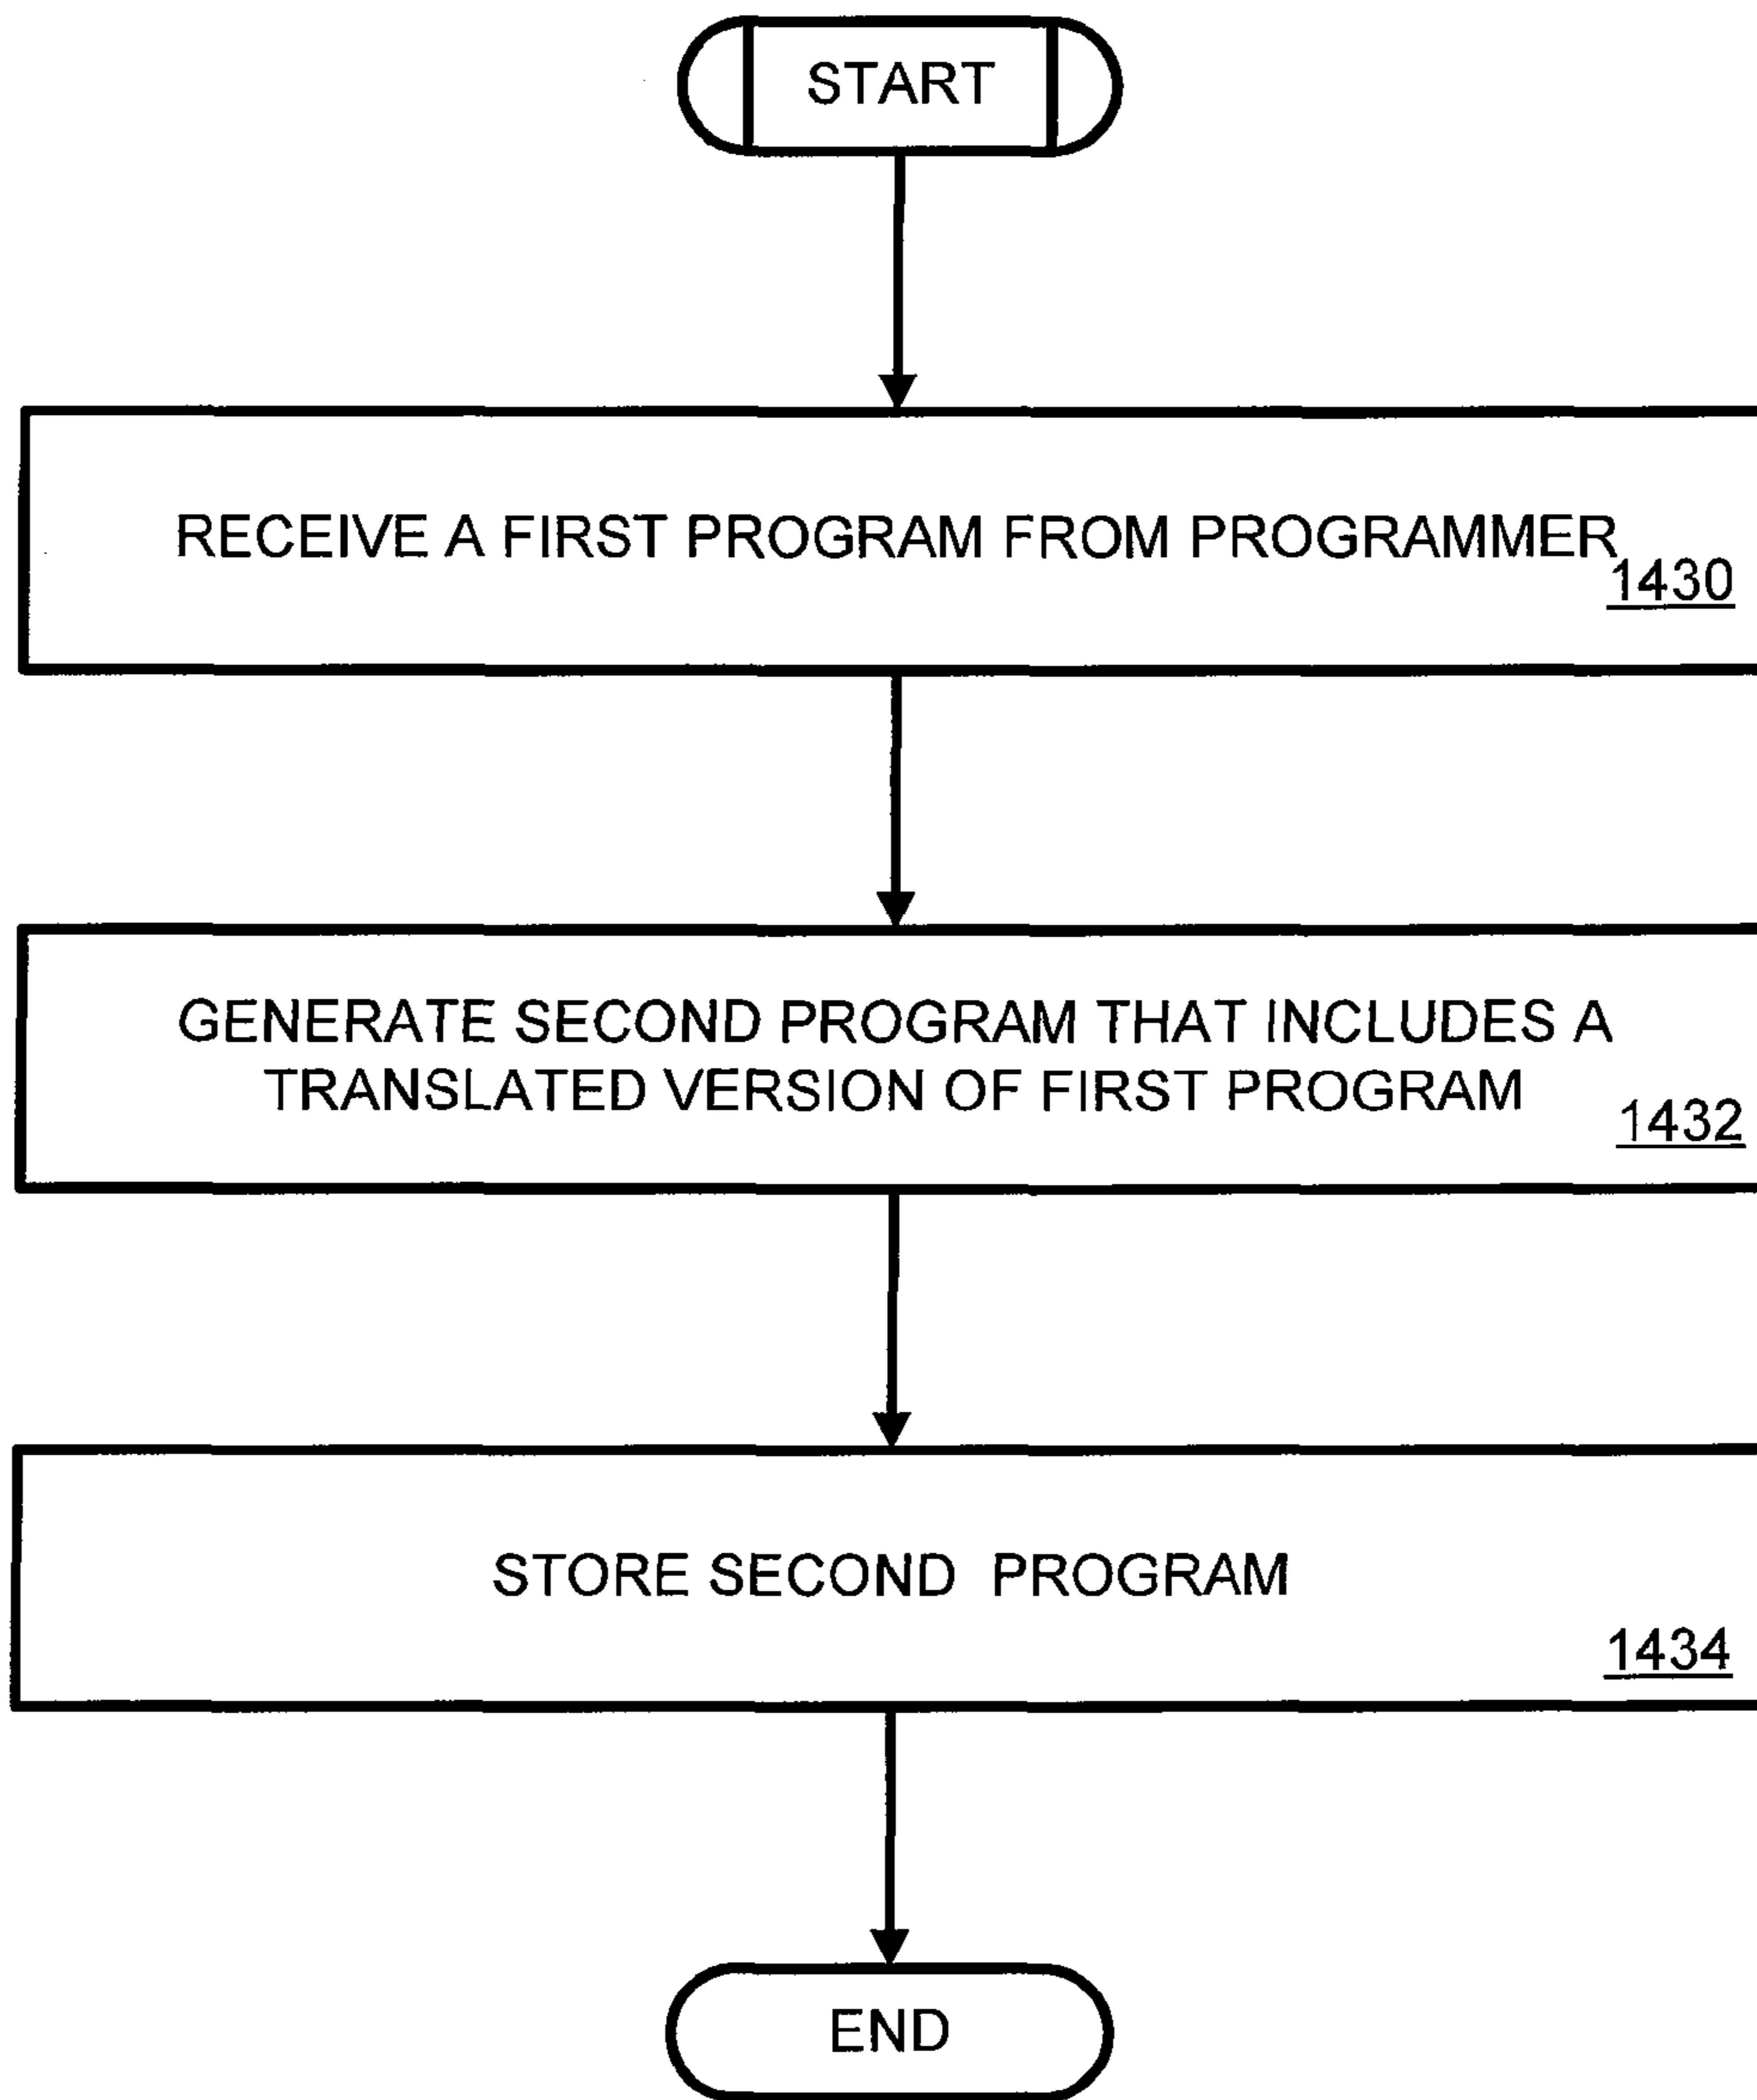 START
RECEIVE A FIRST PROGRAM FROM PROGRAMMER
1430
GENERATE SECOND PROGRAM THAT INCLUDES A
TRANSLATED VERSION OF FIRST PROGRAM
1432
STORE SECOND PROGRAM
1434
END